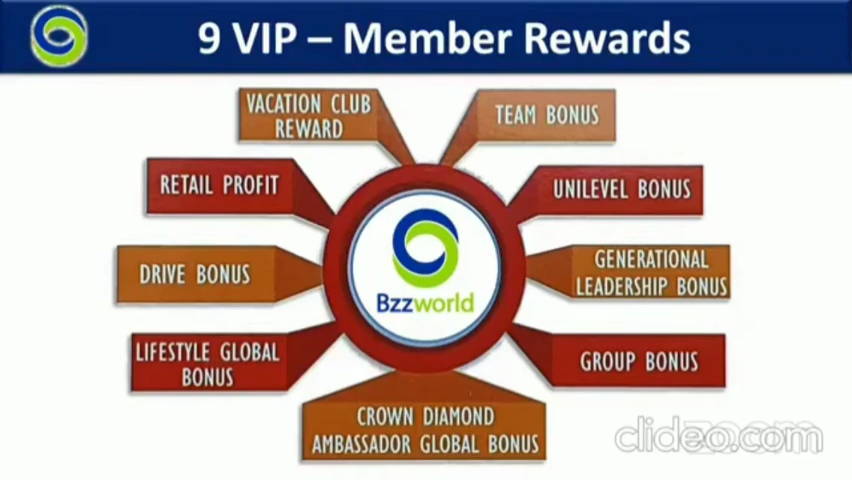 9 VIP – Member Rewards
VACATION CLUB
REWARD
TEAM BONUS
RETAIL PROFIT
UNILEVEL BONUS
DRIVE BONUS
GENERATIONAL
LEADERSHIP BONUS
Bzzworld
LIFESTYLE GLOBAL
BONUS
GROUP BONUS
CROWN DIAMOND
AMBASSADOR GLOBAL BONUS
clideo.com